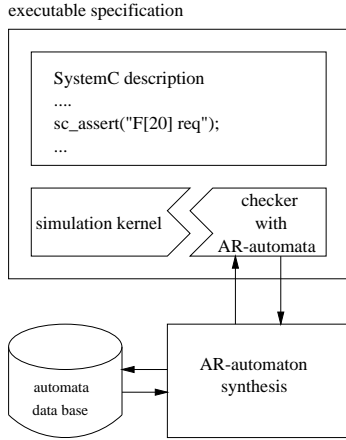 executable specification
SystemC description
....
sc_assert("F[20] req");
...
simulation kernel
checker
with
AR-automata
AR-automaton
synthesis
automata
data base